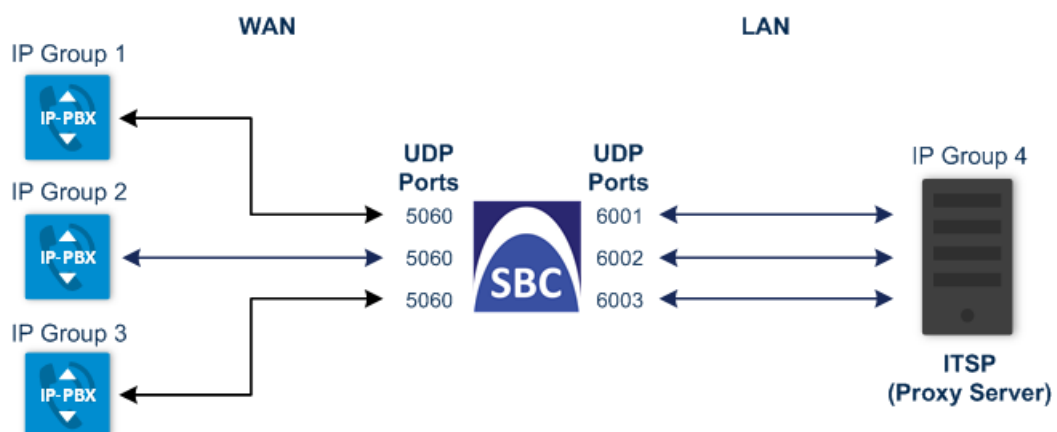 WAN
LAN
IP Group 1
IP-PBX
IP Group 2
IP-PBX
IP Group 3
IP-PBX
UDP
Ports
5060
5060
5060
SBC
UDP
Ports
6001
6002
6003
IP Group 4
ITSP
(Proxy Server)